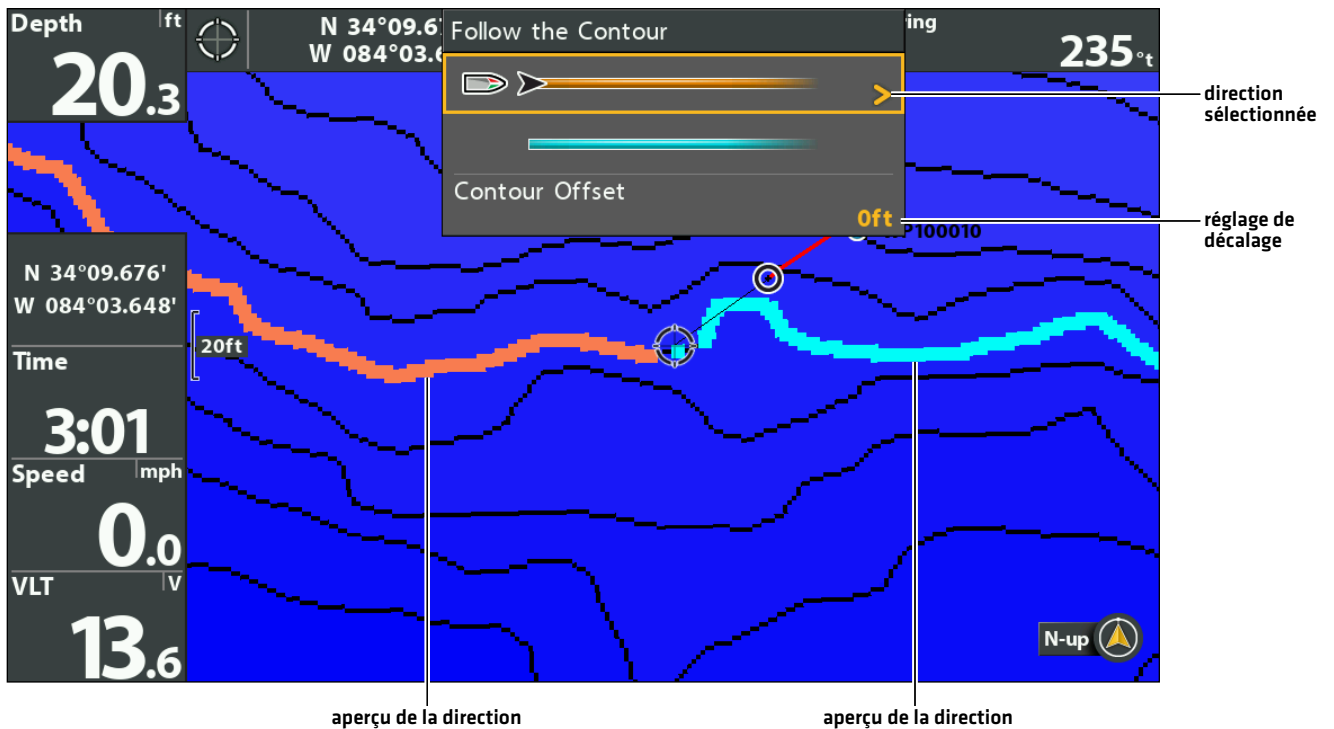 Depth ft
20.3
N 34°09.6
W 084°03.6
Follow the Contour
ring
235°t
direction
sélectionnée
Contour Offset
0ft
réglage de
décalage
P100010
N 34°09.676'
W 084°03.648'
20ft
Time
3:01
Speed mph
0.0
VLT V
13.6
N-up
aperçu de la direction
aperçu de la direction